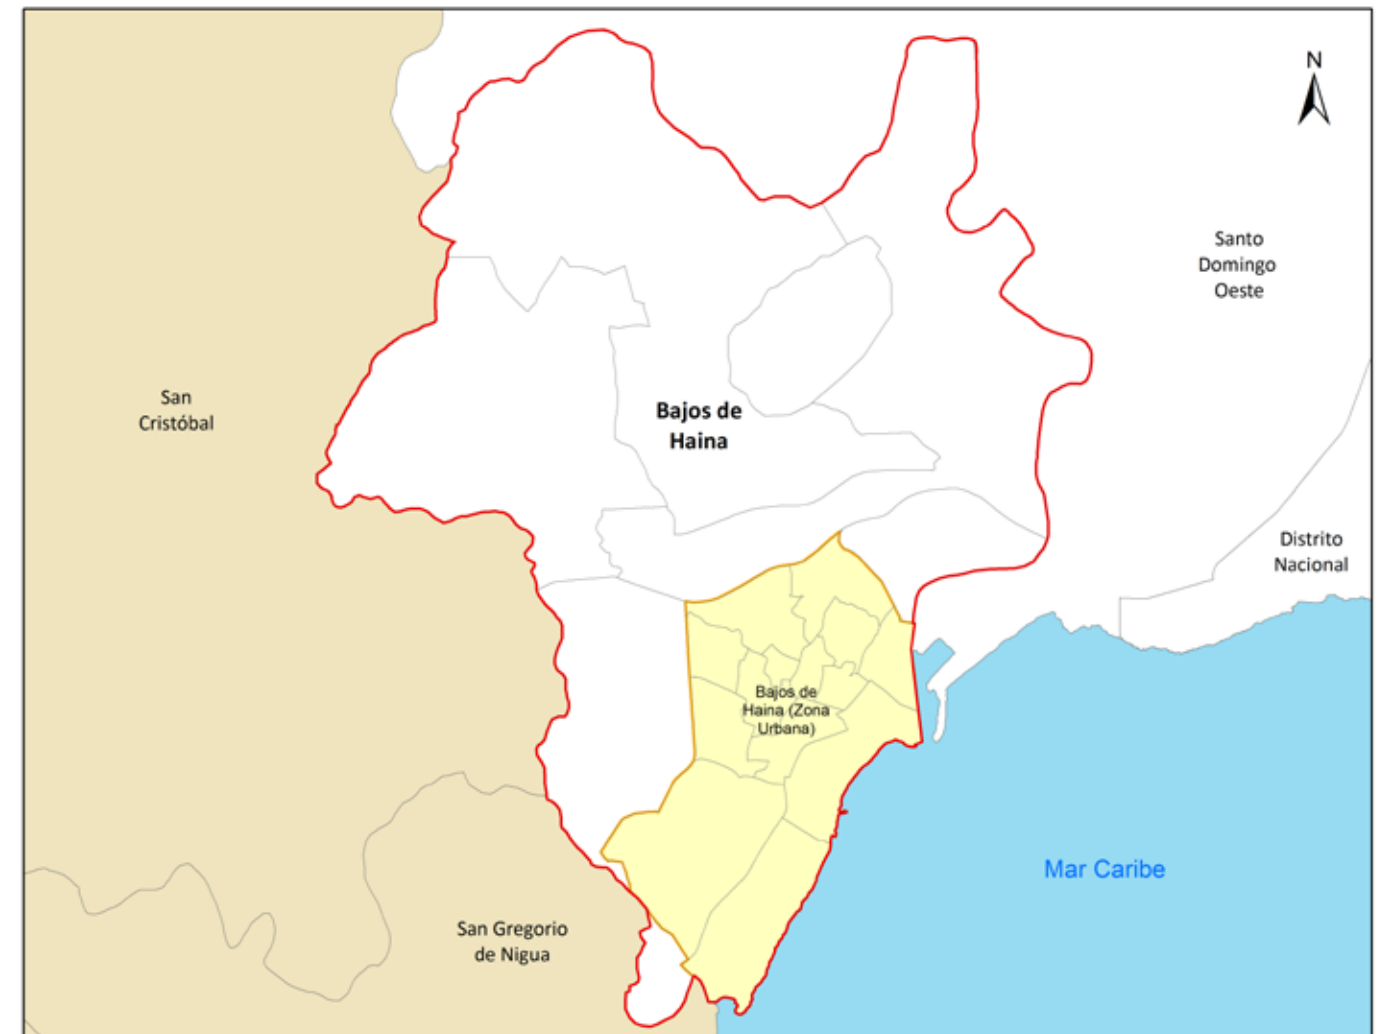 N
Santo
Domingo
Oeste
San
Cristóbal
Bajos de
Haina
Distrito
Nacional
Bajos de
Haina (Zona
Urbana)
Mar Caribe
San Gregorio
de Nigua